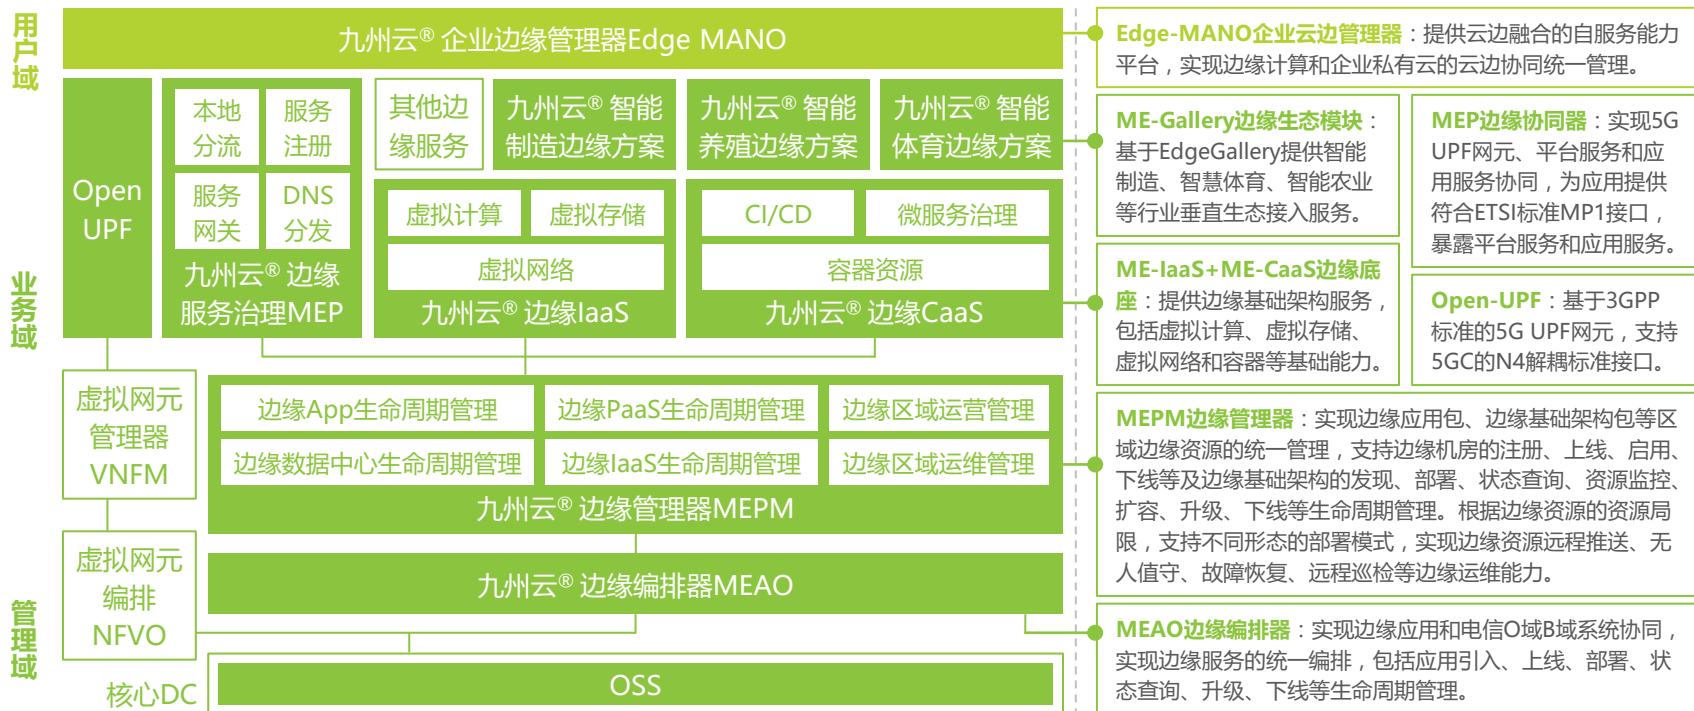 用户域
九州云® 企业边缘管理器Edge MANO
Open
UPF
本地
分流
服务
注册
服务
网关
DNS
分发
九州云® 边缘
服务治理MEP
其他边
缘服务
九州云® 智能
制造边缘方案
九州云® 智能
养殖边缘方案
九州云® 智能
体育边缘方案
虚拟计算
虚拟存储
虚拟网络
九州云® 边缘IaaS
CI/CD
微服务治理
容器资源
九州云® 边缘CaaS
业务域
虚拟网元
管理器
VNFM
边缘App生命周期管理
边缘PaaS生命周期管理
边缘区域运营管理
边缘数据中心生命周期管理
边缘IaaS生命周期管理
边缘区域运维管理
九州云® 边缘管理器MEPM
虚拟网元
编排
NFVO
九州云® 边缘编排器MEAO
管理域
核心DC
OSS
Edge-MANO企业云边管理器：提供云边融合的自服务能力
平台，实现边缘计算和企业私有云的云边协同统一管理。
ME-Gallery边缘生态模块：
基于EdgeGallery提供智能
制造、智慧体育、智能农业
等行业垂直生态接入服务。
MEP边缘协同器：实现5G
UPF网元、平台服务和应
用服务协同，为应用提供
符合ETSI标准MP1接口，
暴露平台服务和应用服务。
ME-IaaS+ME-CaaS边缘底
座：提供边缘基础架构服务，
包括虚拟计算、虚拟存储、
虚拟网络和容器等基础能力。
Open-UPF：基于3GPP
标准的5G UPF网元，支持
5GC的N4解耦标准接口。
MEPM边缘管理器：实现边缘应用包、边缘基础架构包等区
域边缘资源的统一管理，支持边缘机房的注册、上线、启用、
下线等及边缘基础架构的发现、部署、状态查询、资源监控、
扩容、升级、下线等生命周期管理。根据边缘资源的资源局
限，支持不同形态的部署模式，实现边缘资源远程推送、无
人值守、故障恢复、远程巡检等边缘运维能力。
MEAO边缘编排器：实现边缘应用和电信O域B域系统协同，
实现边缘服务的统一编排，包括应用引入、上线、部署、状
态查询、升级、下线等生命周期管理。